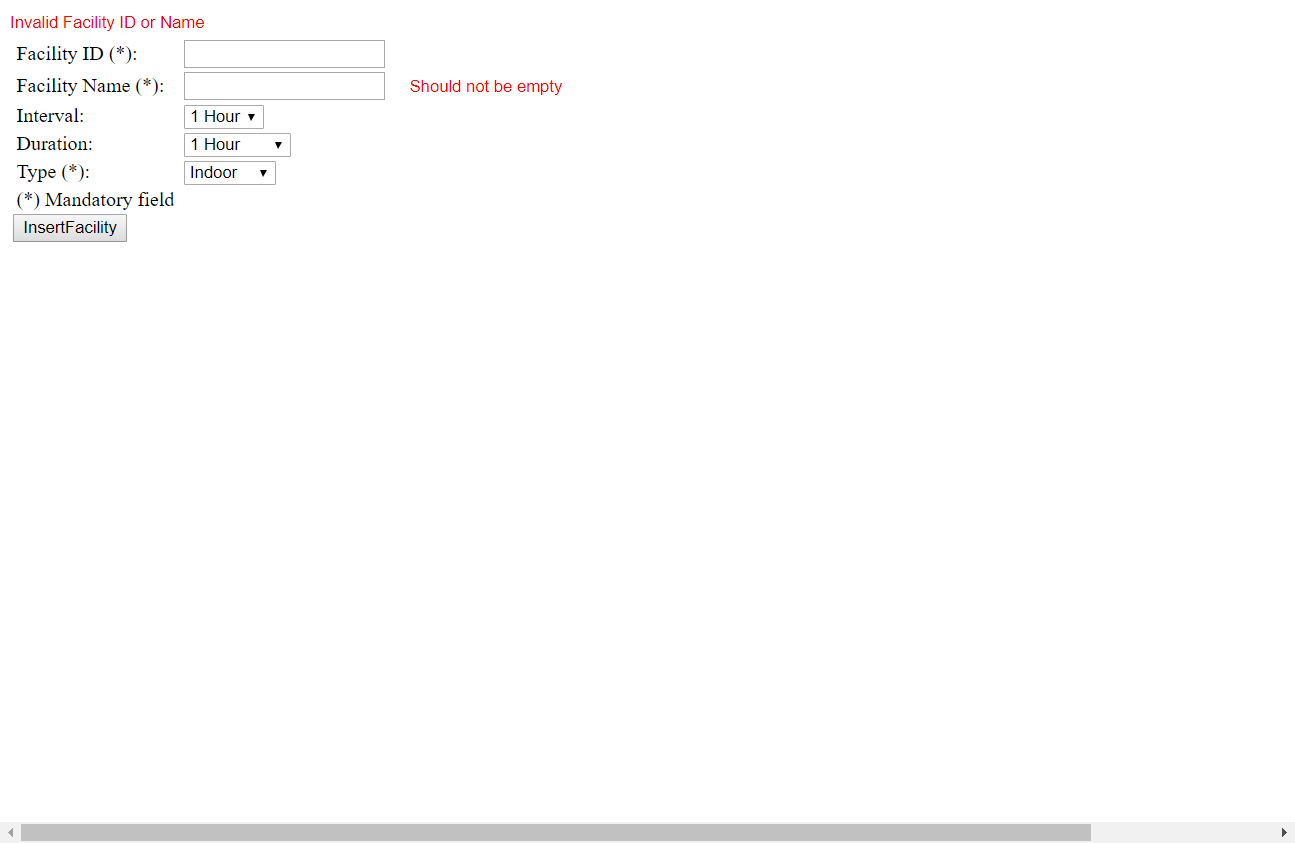 Invalid Facility ID or Name
Facility ID (*):
Facility Name (*): Should not be empty
Interval: 1 Hour
Duration: 1 Hour
Type (*): Indoor
(*) Mandatory field
InsertFacility